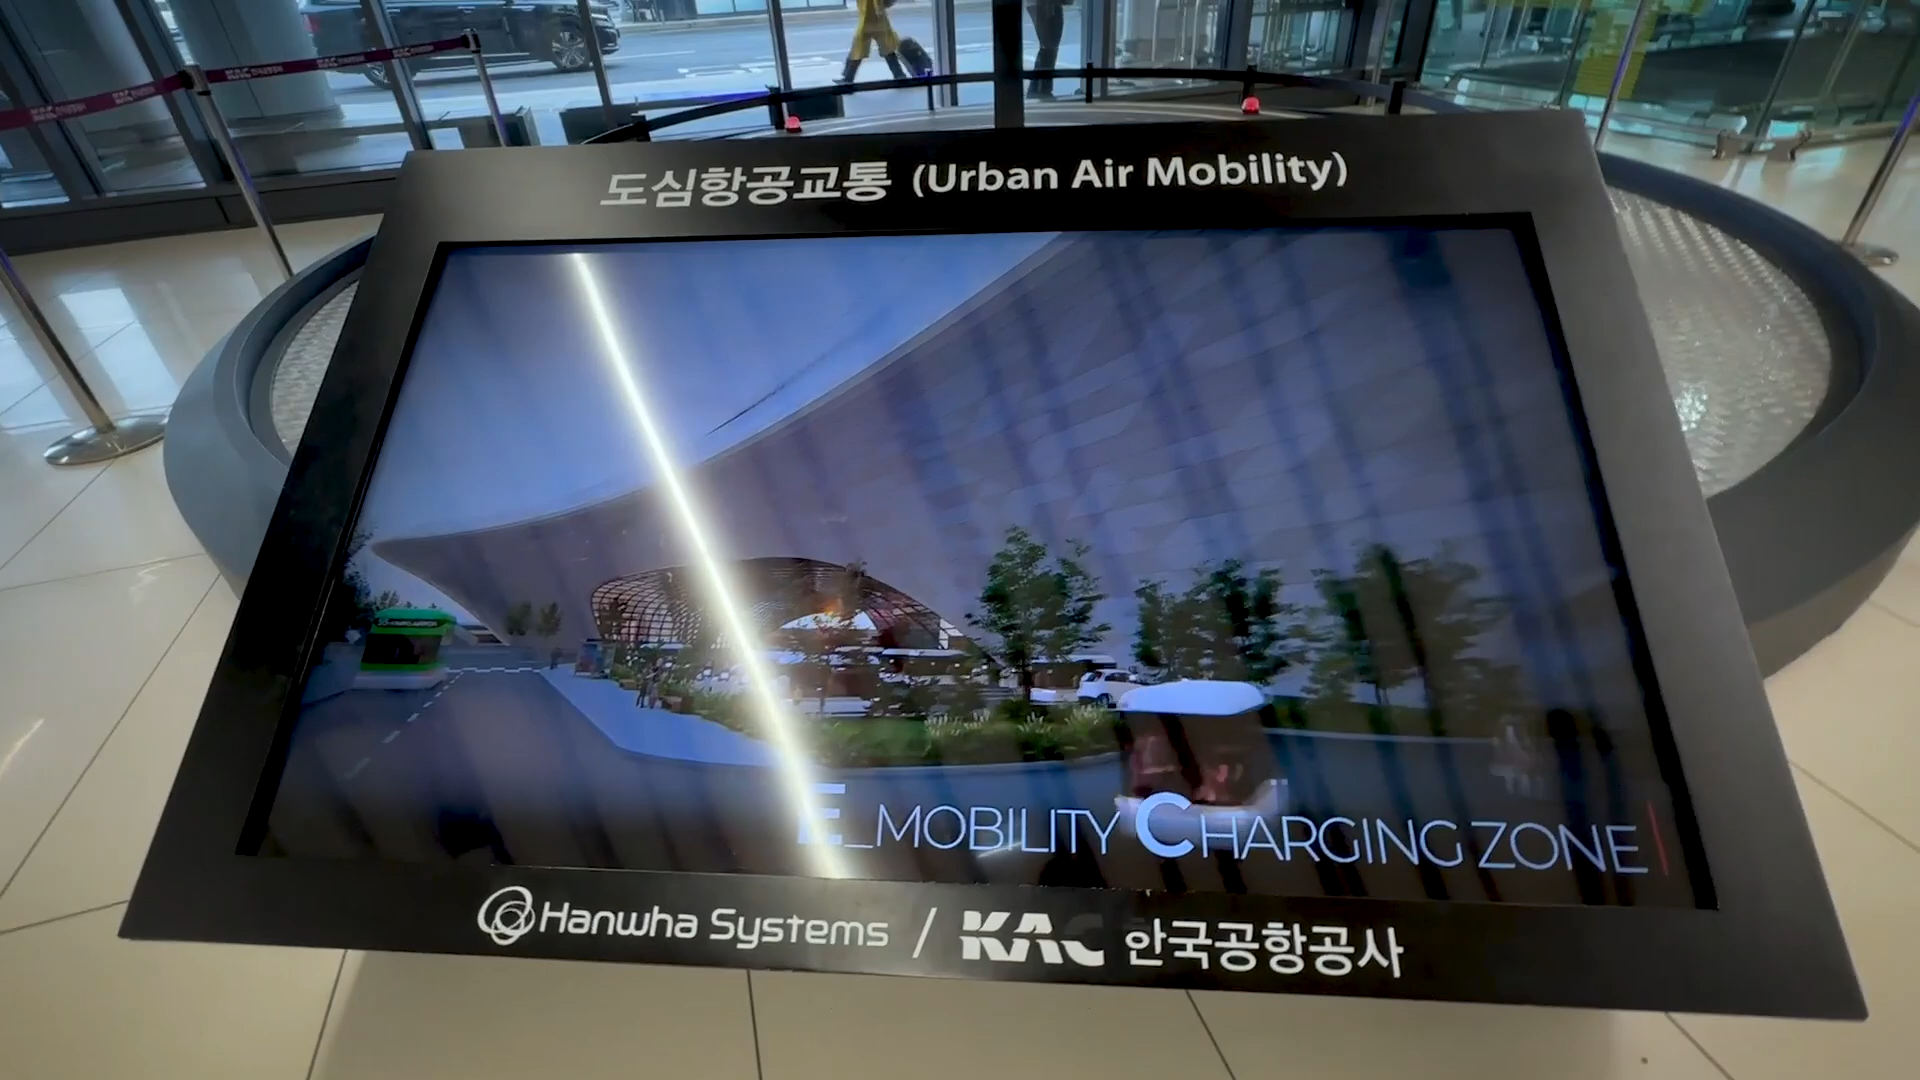 도심항공교통 (Urban Air Mobility)
E_MOBILITY CHARGING ZONE
Hanwha Systems / KAC 한국공항공사